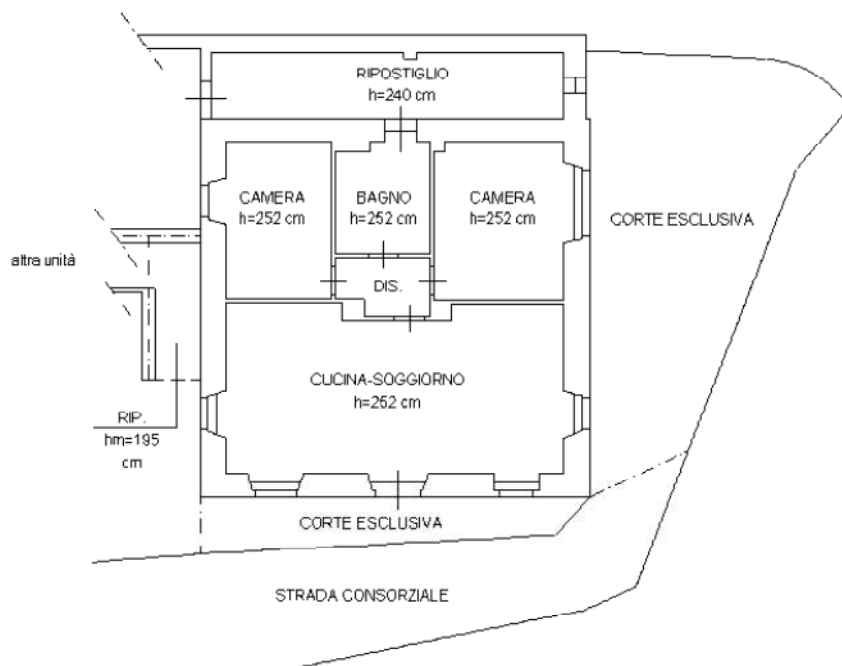 RIPOSTIGLIO
h=240 cm
CAMERA
h=252 cm
BAGNO
h=252 cm
CAMERA
h=252 cm
CORTE ESCLUSIVA
altra unità
DIS.
CUCINA-SOGGIORNO
h=252 cm
RIP.
hm=195
cm
CORTE ESCLUSIVA
STRADA CONSORZIALE